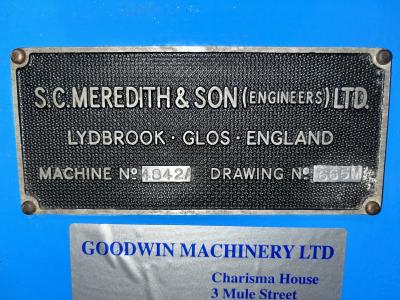 S.C.MEREDITH & SON (ENGINEERS) LTD.
LYDBROOK · GLOS · ENGLAND
MACHINE Nº 4842A DRAWING Nº
GOODWIN MACHINERY LTD
Charisma House
3 Mule Street